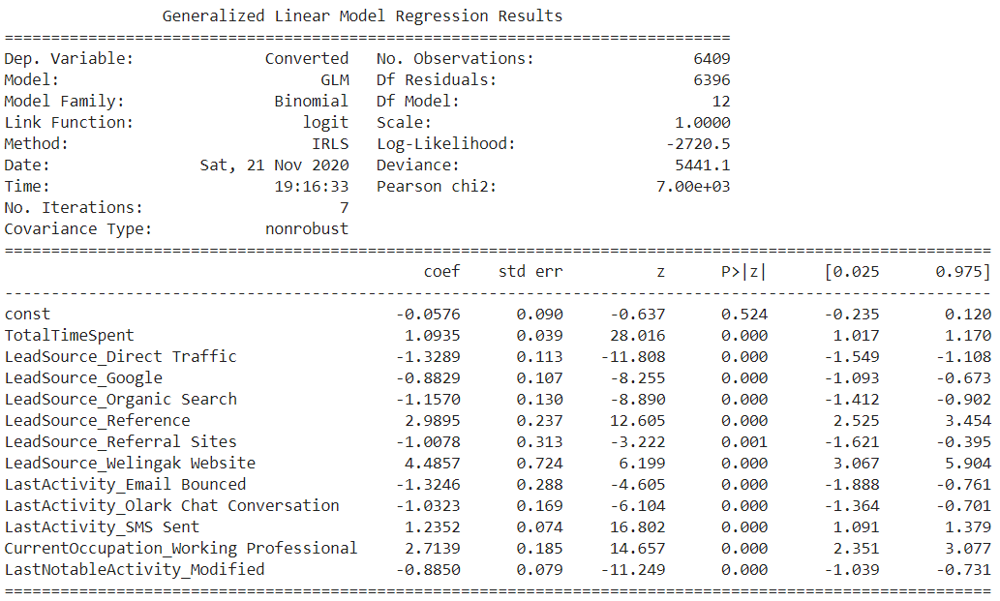 Generalized Linear Model Regression Results
==============================================================================
Dep. Variable: Converted No. Observations: 6409
Model: GLM Df Residuals: 6396
Model Family: Binomial Df Model: 12
Link Function: logit Scale: 1.0000
Method: IRLS Log-Likelihood: -2720.5
Date: Sat, 21 Nov 2020 Deviance: 5441.1
Time: 19:16:33 Pearson chi2: 7.00e+03
No. Iterations: 7
Covariance Type: nonrobust
==========================================================================================================
coef std err z P>|z| [0.025 0.975]
----------------------------------------------------------------------------------------------------------
const -0.0576 0.090 -0.637 0.524 -0.235 0.120
TotalTimeSpent 1.0935 0.039 28.016 0.000 1.017 1.170
LeadSource_Direct Traffic -1.3289 0.113 -11.808 0.000 -1.549 -1.108
LeadSource_Google -0.8829 0.107 -8.255 0.000 -1.093 -0.673
LeadSource_Organic Search -1.1570 0.130 -8.890 0.000 -1.412 -0.902
LeadSource_Reference 2.9895 0.237 12.605 0.000 2.525 3.454
LeadSource_Referral Sites -1.0078 0.313 -3.222 0.001 -1.621 -0.395
LeadSource_Welingak Website 4.4857 0.724 6.199 0.000 3.067 5.904
LastActivity_Email Bounced -1.3246 0.288 -4.605 0.000 -1.888 -0.761
LastActivity_Olark Chat Conversation -1.0323 0.169 -6.104 0.000 -1.364 -0.701
LastActivity_SMS Sent 1.2352 0.074 16.802 0.000 1.091 1.379
CurrentOccupation_Working Professional 2.7139 0.185 14.657 0.000 2.351 3.077
LastNotableActivity_Modified -0.8850 0.079 -11.249 0.000 -1.039 -0.731
==========================================================================================================